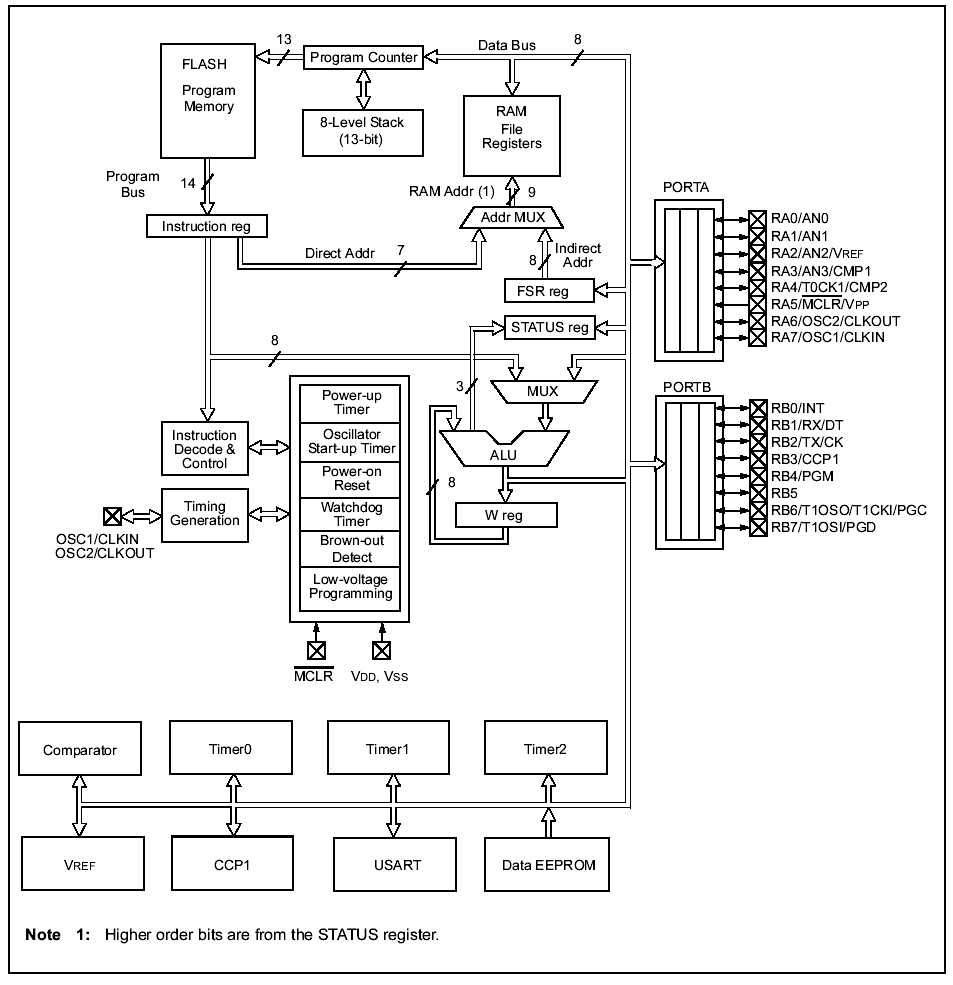 FLASH
Program
Memory
13
Program Counter
Data Bus
8
8-Level Stack
(13-bit)
RAM
File
Registers
Program
Bus
14
RAM Addr (1)
9
Addr MUX
Instruction reg
Direct Addr
7
8
Indirect
Addr
FSR reg
STATUS reg
8
3
MUX
Power-up
Timer
Oscillator
Start-up Timer
Power-on
Reset
Watchdog
Timer
Brown-out
Detect
Low-voltage
Programming
Instruction
Decode &
Control
Timing
Generation
OSC1/CLKIN
OSC2/CLKOUT
ALU
8
W reg
MCLR
VDD, VSS
PORTA
RA0/AN0
RA1/AN1
RA2/AN2/VREF
RA3/AN3/CMP1
RA4/T0CK1/CMP2
RA5/MCLR/VPP
RA6/OSC2/CLKOUT
RA7/OSC1/CLKIN
PORTB
RB0/INT
RB1/RX/DT
RB2/TX/CK
RB3/CCP1
RB4/PGM
RB5
RB6/T1OSO/T1CKI/PGC
RB7/T1OSI/PGD
Comparator
Timer0
Timer1
Timer2
VREF
CCP1
USART
Data EEPROM
Note 1: Higher order bits are from the STATUS register.